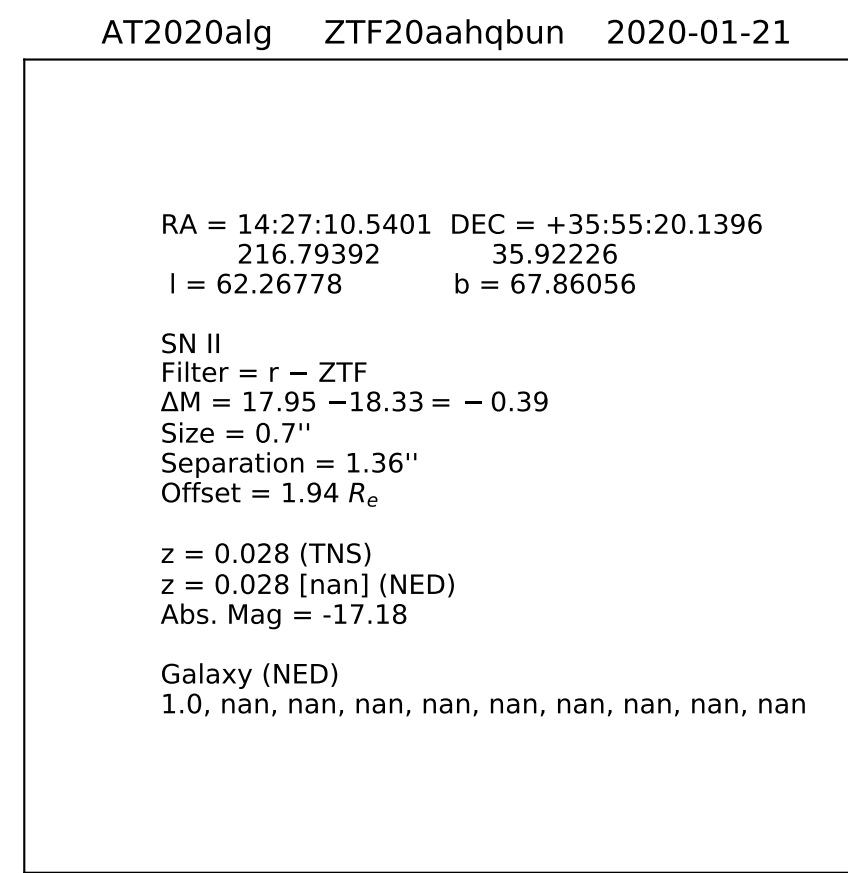 AT2020alg ZTF20aahqbun 2020-01-21
RA = 14:27:10.5401 DEC = +35:55:20.1396
216.79392 35.92226
l = 62.26778 b = 67.86056
SN II
Filter = r − ZTF
ΔM = 17.95 −18.33 = − 0.39
Size = 0.7''
Separation = 1.36''
Offset = 1.94 Rₑ
z = 0.028 (TNS)
z = 0.028 [nan] (NED)
Abs. Mag = -17.18
Galaxy (NED)
1.0, nan, nan, nan, nan, nan, nan, nan, nan, nan